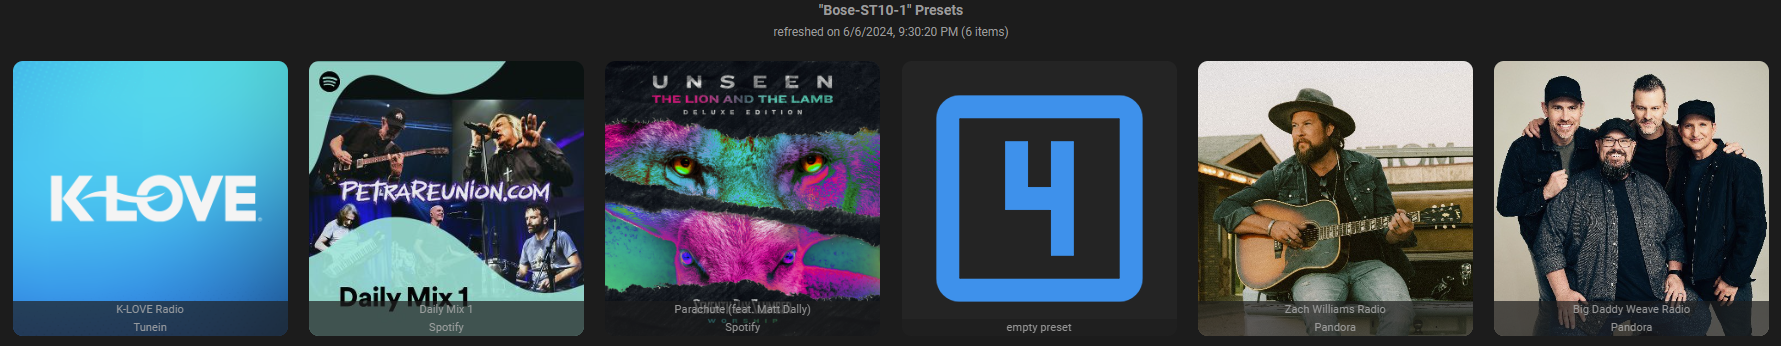 "Bose-ST10-1" Presets
refreshed on 6/6/2024, 9:30:20 PM (6 items)
K-LOVE
K-LOVE Radio
Tunein
PETRAREUNION.COM
Daily Mix 1
Daily Mix 1
Spotify
UNSEEN
THE LION AND THE LAMB
DELUXE EDITION
WORSHIP
Parachute (feat. Matt Dally)
Spotify
4
empty preset
Zach Williams Radio
Pandora
Big Daddy Weave Radio
Pandora